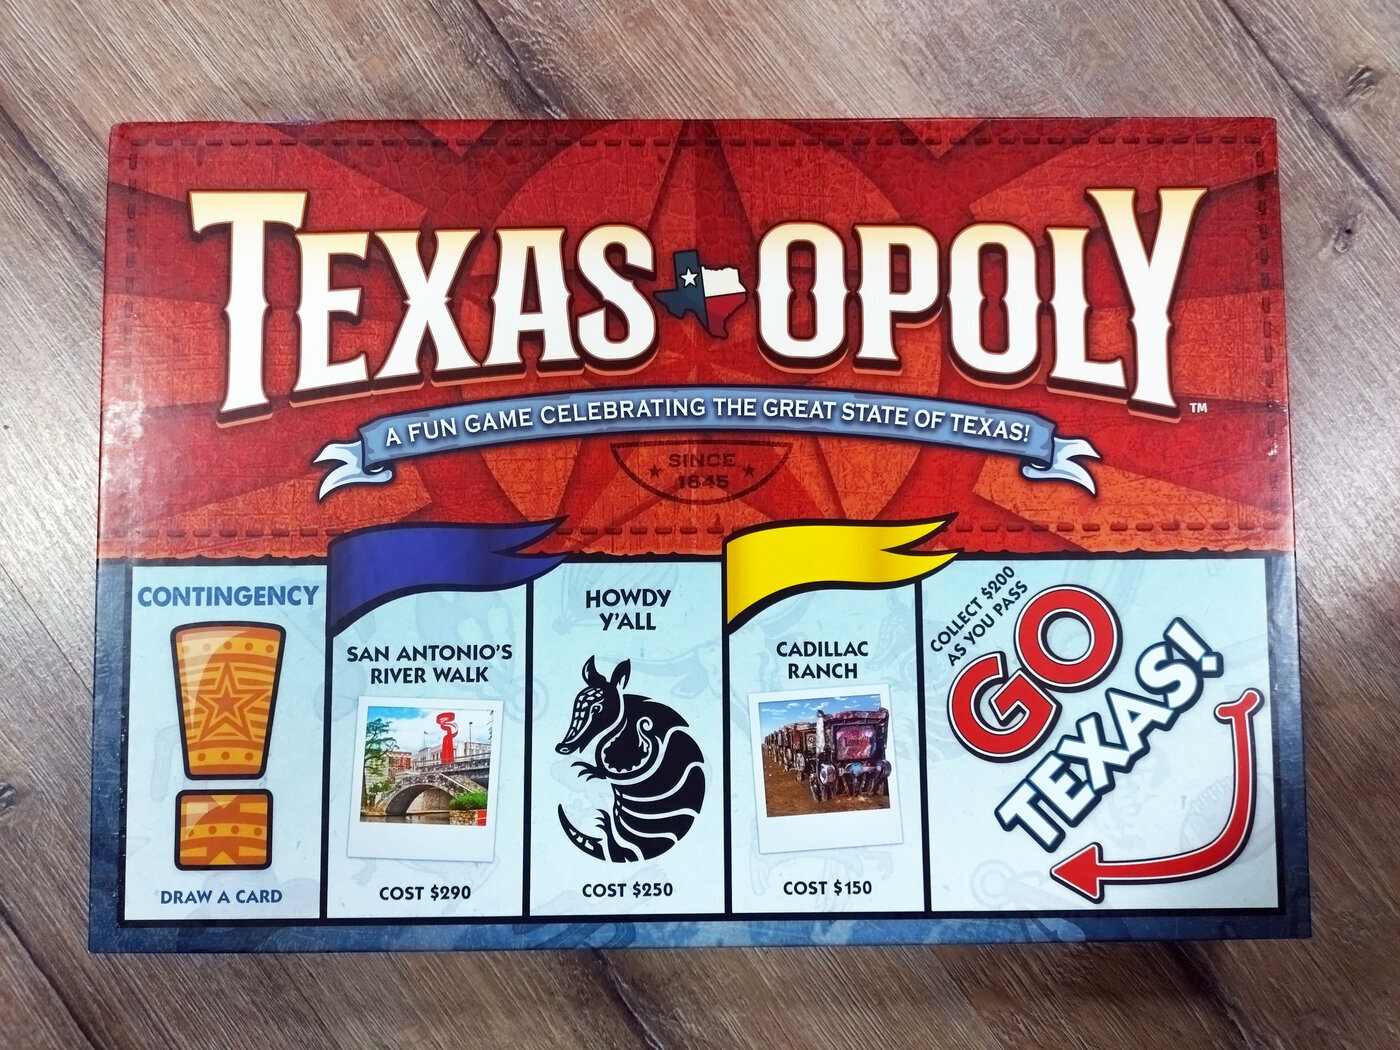 TEXAS OPOLY
™
A FUN GAME CELEBRATING THE GREAT STATE OF TEXAS!
SINCE
1845
CONTINGENCY
DRAW A CARD
SAN ANTONIO'S
RIVER WALK
COST $290
HOWDY
Y'ALL
COST $250
CADILLAC
RANCH
COST $150
COLLECT $200
AS YOU PASS
GO
TEXAS!